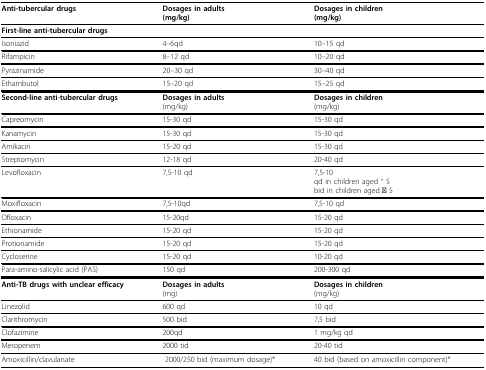 Anti-tubercular drugs Dosages in adults Dosages in children
(mg/kg) (mg/kg)
First-line anti-tubercular drugs
Isoniazid 4–6qd 10–15 qd
Rifampicin 8–12 qd 10–20 qd
Pyrazinamide 20–30 qd 30–40 qd
Ethambutol 15–20 qd 15–25 qd
Second-line anti-tubercular drugs Dosages in adults Dosages in children
(mg/kg) (mg/kg)
Capreomycin 15-30 qd 15-30 qd
Kanamycin 15-30 qd 15-30 qd
Amikacin 15-20 qd 15-30 qd
Streptomycin 12-18 qd 20-40 qd
Levofloxacin 7,5-10 qd 7,5-10
qd in children aged " 5
bid in children aged 5
Moxifloxacin 7,5-10qd 7,5-10 qd
Ofloxacin 15-20qd 15-20 qd
Ethionamide 15-20 qd 15-20 qd
Protionamide 15-20 qd 15-20 qd
Cycloserine 15-20 qd 10-20 qd
Para-amino-salicylic acid (PAS) 150 qd 200-300 qd
Anti-TB drugs with unclear efficacy Dosages in adults Dosages in children
(mg) (mg/kg)
Linezolid 600 qd 10 qd
Clarithromycin 500 bid 7,5 bid
Clofazimine 200qd 1 mg/kg qd
Meropenem 2000 tid 20-40 tid
Amoxicillin/clavulanate 2000/250 bid (maximum dosage)* 40 bid (based on amoxicillin component)*